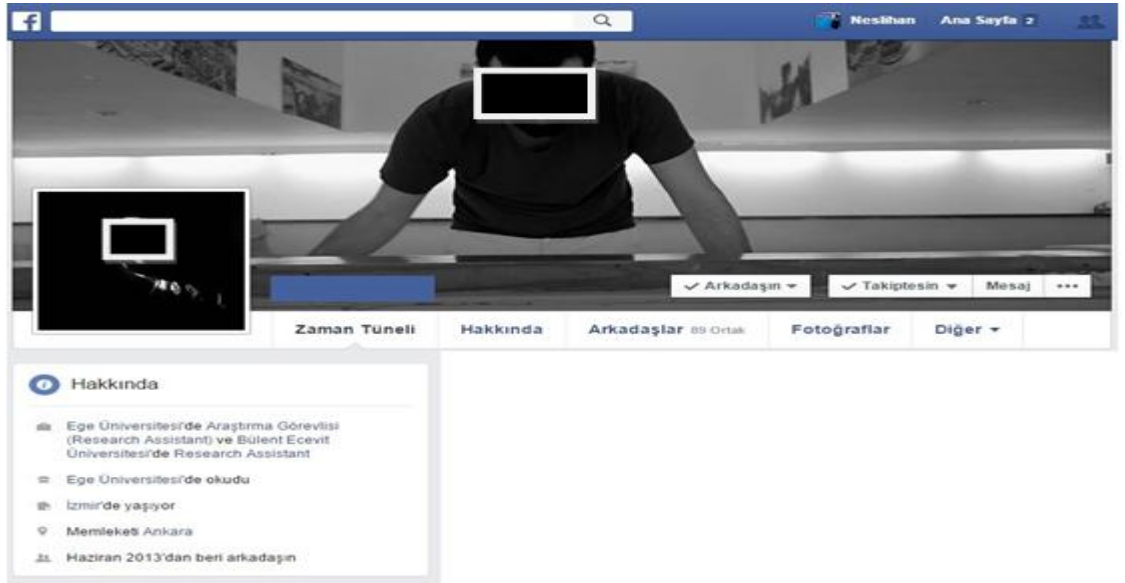 f
Neslihan Ana Sayfa 2
✓ Arkadaşın ✓ Takiptesin Mesaj •••
Zaman Tüneli Hakkında Arkadaşlar 89 Ortak Fotoğraflar Diğer
Hakkında
Ege Üniversitesi'de Araştırma Görevlisi
(Research Assistant) ve Bülent Ecevit
Üniversitesi'de Research Assistant
Ege Üniversitesi'de okudu
İzmir'de yaşıyor
Memleketi Ankara
Haziran 2013'dan beri arkadaşın